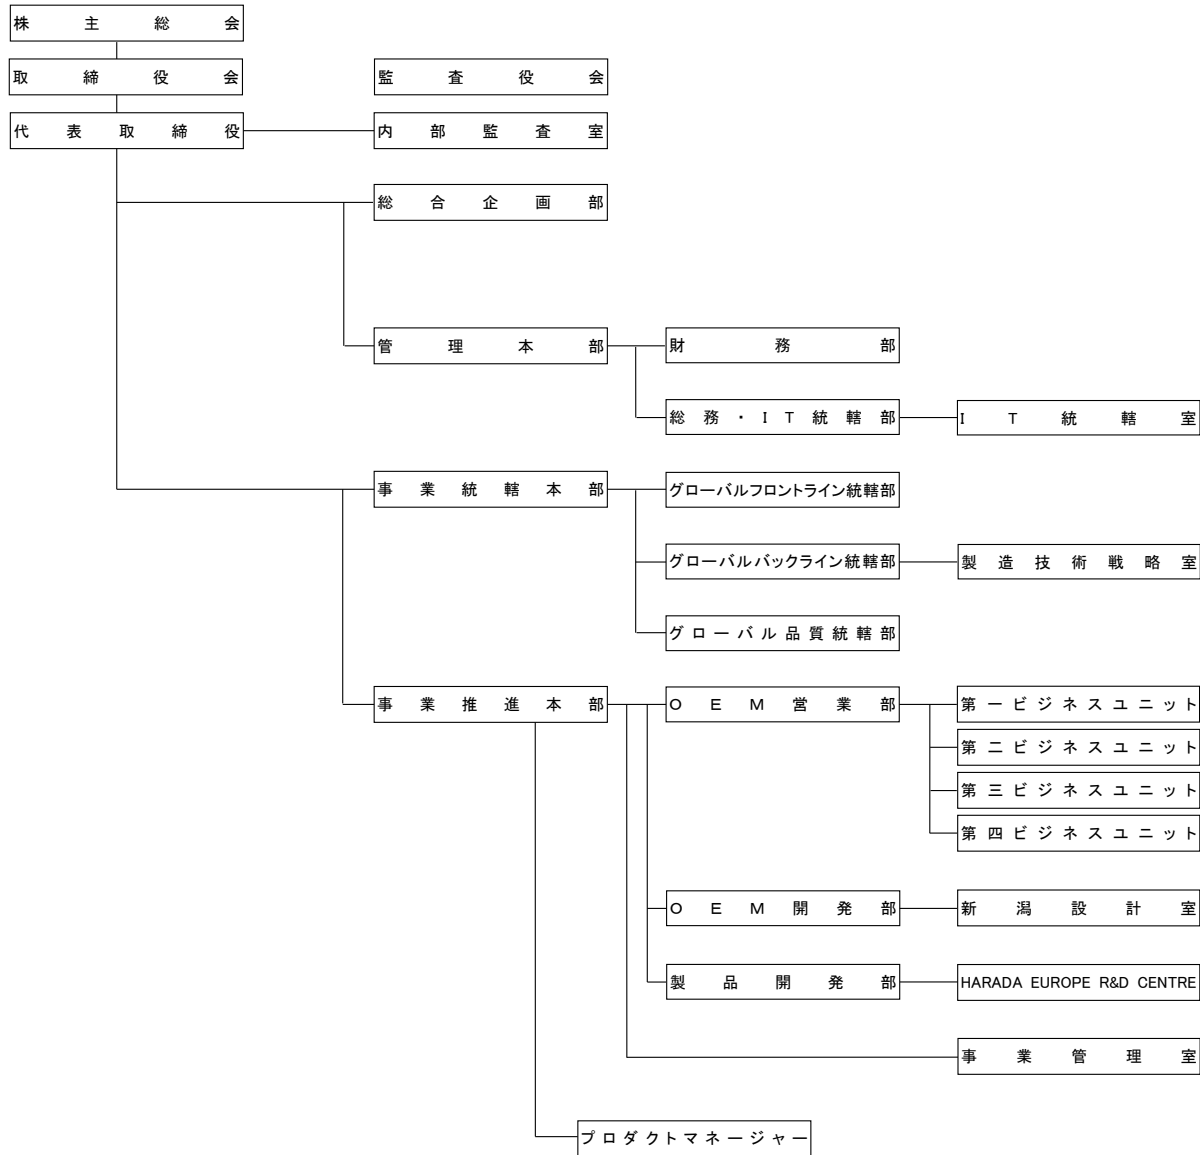 株主総会
取締役会
監査役会
代表取締役
内部監査室
総合企画部
管理本部
財務部
総務・IT統轄部
IT統轄室
事業統轄本部
グローバルフロントライン統轄部
グローバルバックライン統轄部
製造技術戦略室
グローバル品質統轄部
事業推進本部
OEM営業部
第一ビジネスユニット
第二ビジネスユニット
第三ビジネスユニット
第四ビジネスユニット
OEM開発部
新潟設計室
製品開発部
HARADA EUROPE R&D CENTRE
事業管理室
プロダクトマネージャー